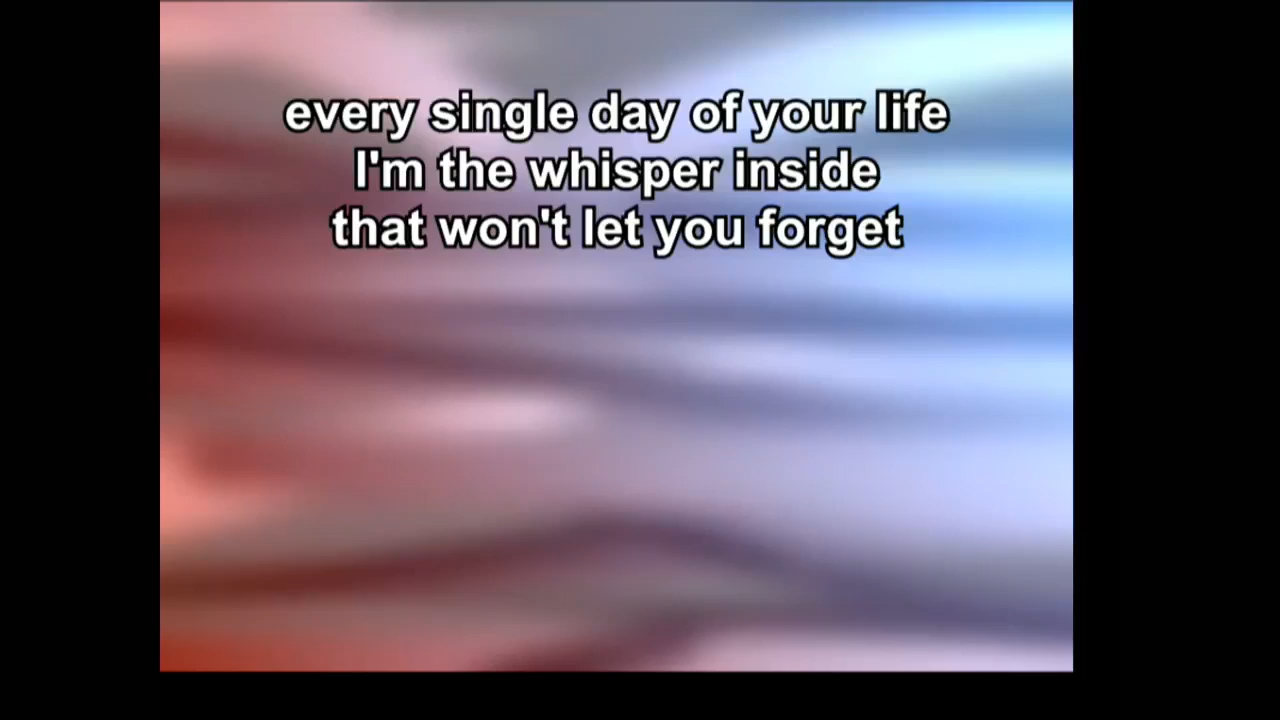 every single day of your life
I'm the whisper inside
that won't let you forget